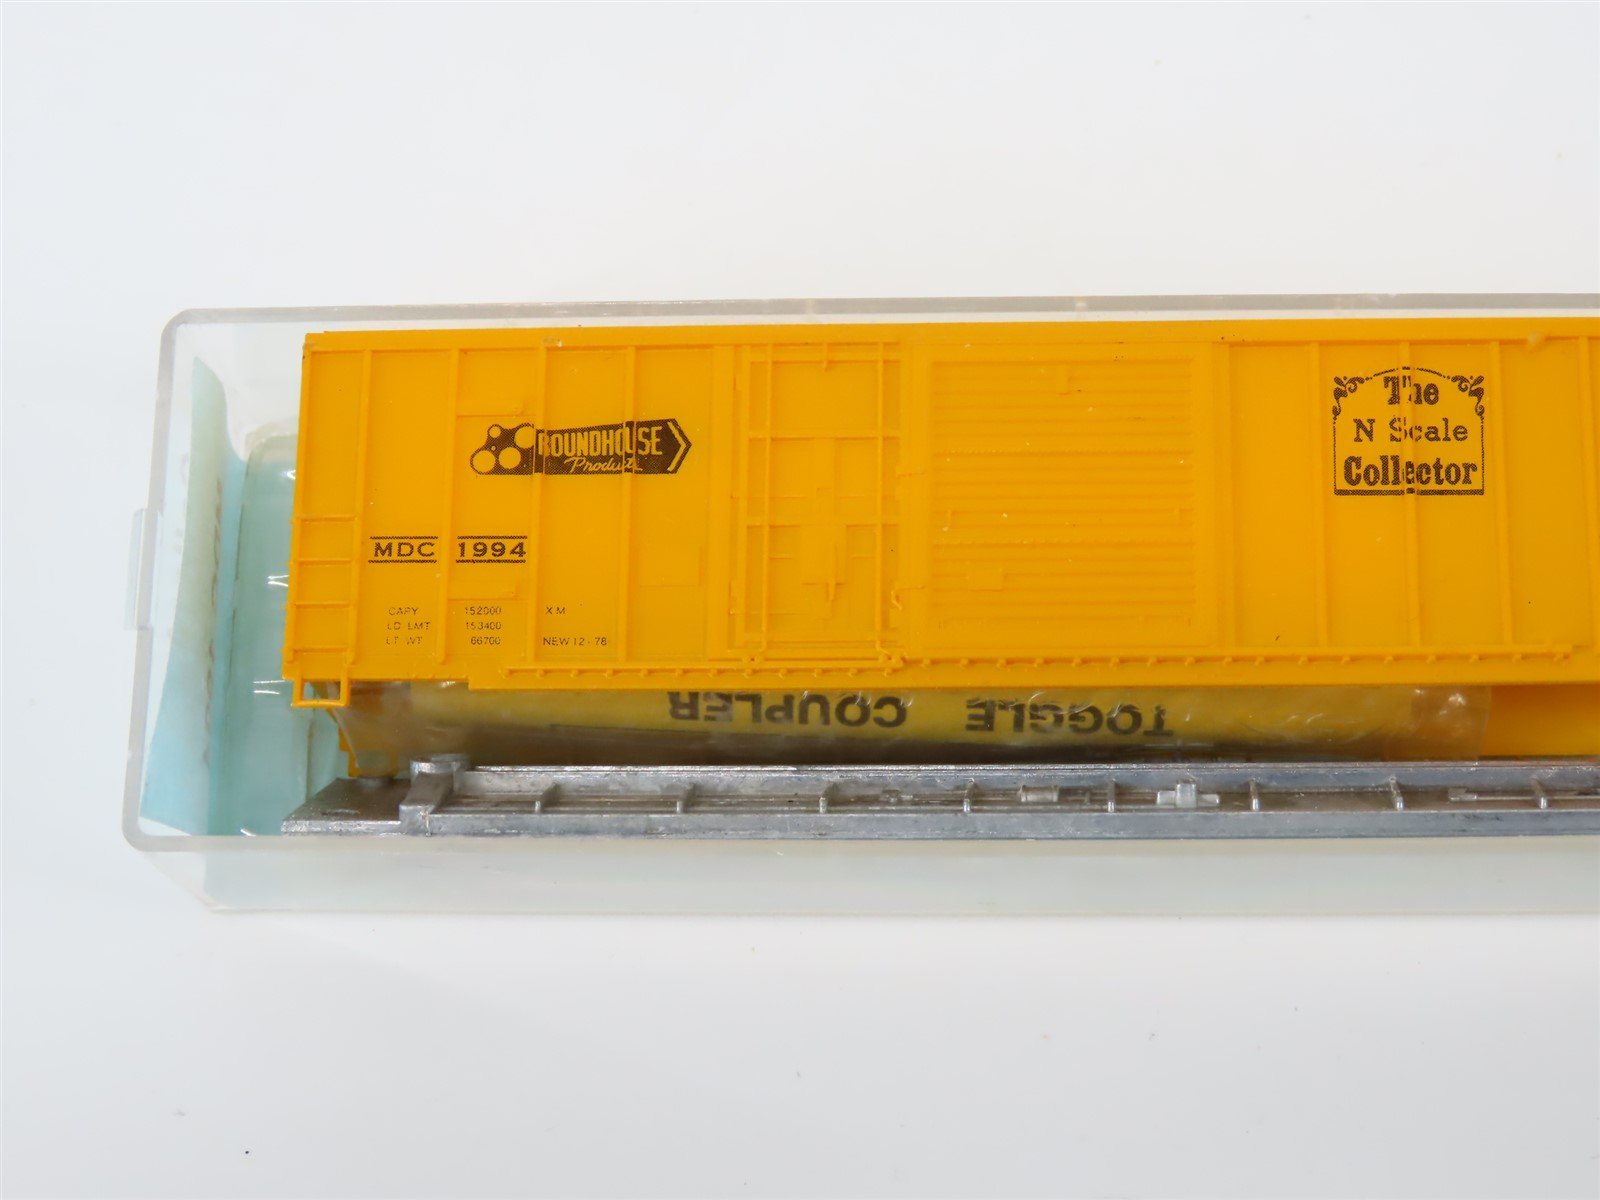 ROUNDHOUSE
Products
The
N Scale
Collector
MDC 1994
CAPY 152000 XM
LD LMT 153400
LT WT 66700 NEW 12-78
TOGGLE COUPLER